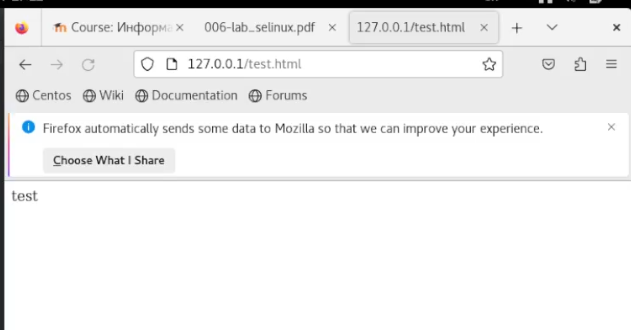 Course: Информа
006-lab_selinux.pdf
127.0.0.1/test.html
127.0.0.1/test.html
Centos Wiki Documentation Forums
Firefox automatically sends some data to Mozilla so that we can improve your experience.
Choose What I Share
test